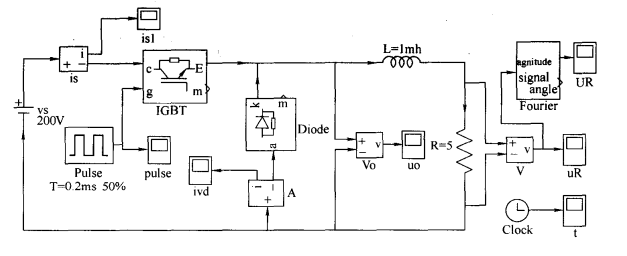 is1
i
+ −
is
c E
g m
IGBT
L=1mh
agnitude
signal
angle
Fourier
UR
+
vs
200V
k m
a
Diode
Pulse
T=0.2ms 50%
pulse
ivd
i −
+
A
+
− v
Vo
uo
R=5
+
− v
V
uR
Clock
t